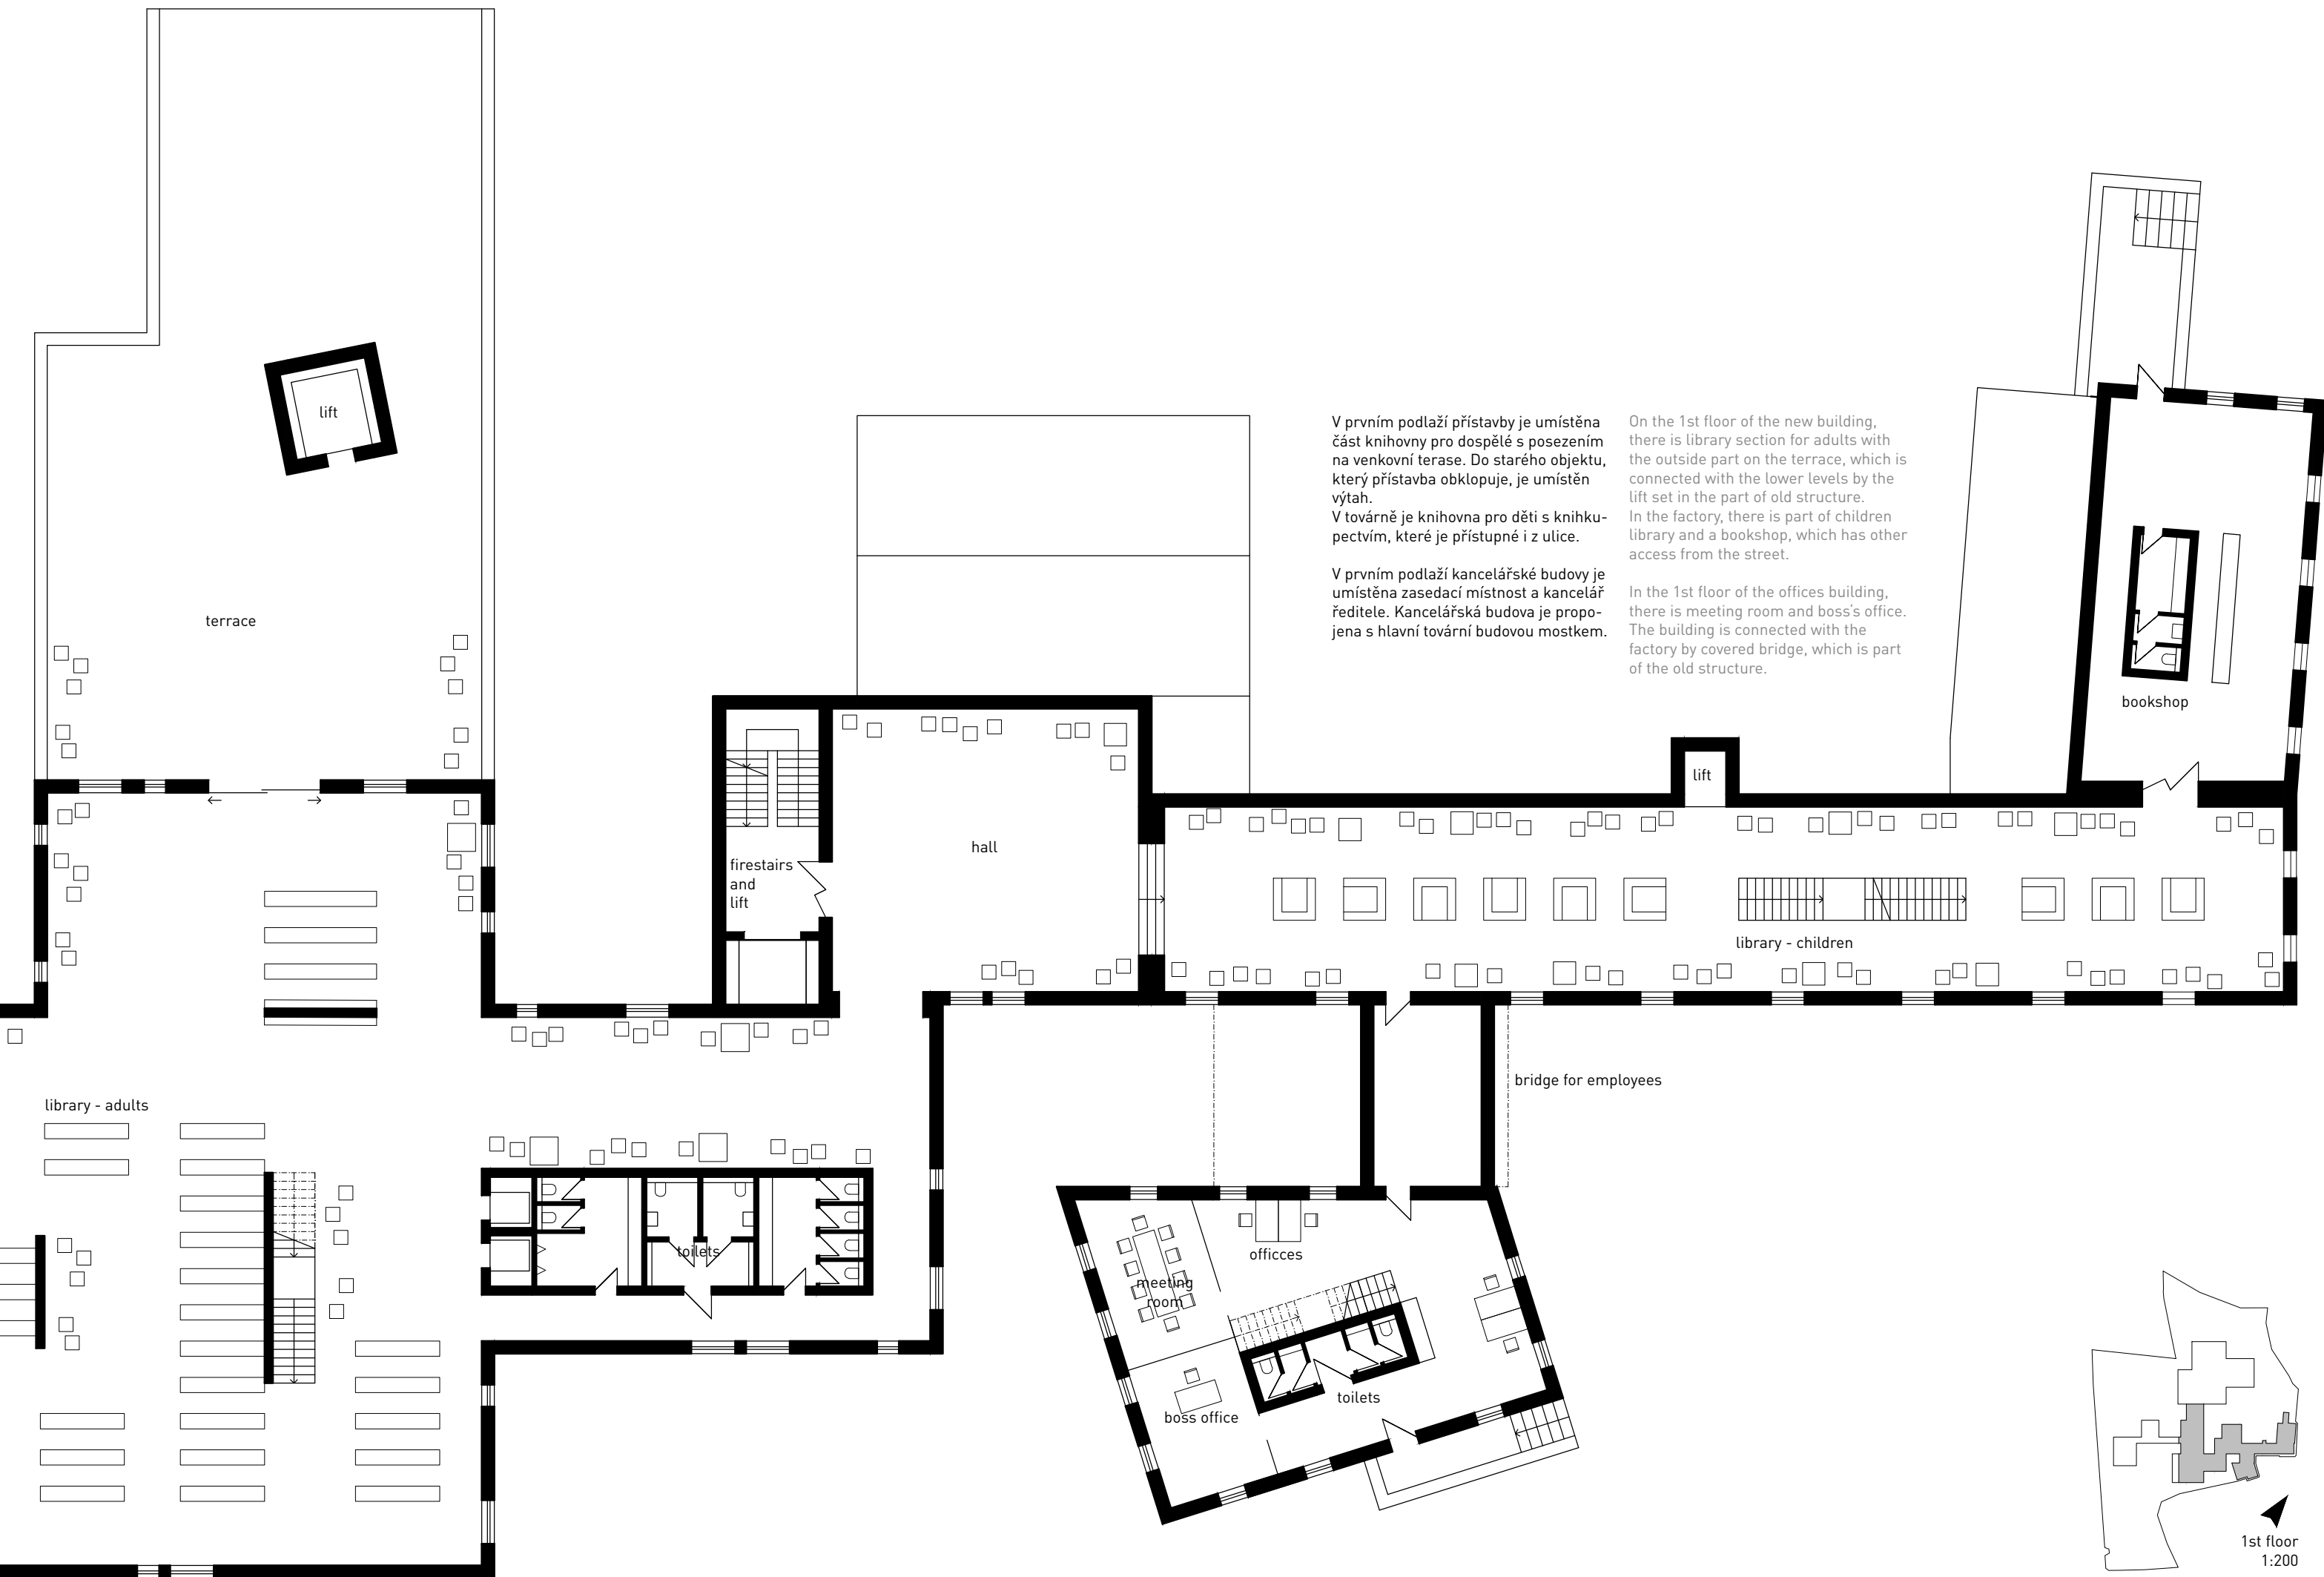 lift
terrace
V prvním podlaží přístavby je umístěna
část knihovny pro dospělé s posezením
na venkovní terase. Do starého objektu,
který přístavba obklopuje, je umístěn
výtah.
V továrně je knihovna pro děti s knihku-
pectvím, které je přístupné i z ulice.
V prvním podlaží kancelářské budovy je
umístěna zasedací místnost a kancelář
ředitele. Kancelářská budova je propo-
jena s hlavní tovární budovou mostkem.
On the 1st floor of the new building,
there is library section for adults with
the outside part on the terrace, which is
connected with the lower levels by the
lift set in the part of old structure.
In the factory, there is part of children
library and a bookshop, which has other
access from the street.
In the 1st floor of the offices building,
there is meeting room and boss's office.
The building is connected with the
factory by covered bridge, which is part
of the old structure.
bookshop
lift
hall
firestairs
and
lift
library - children
bridge for employees
library - adults
toilets
officces
meeting
room
boss office
toilets
1st floor
1:200